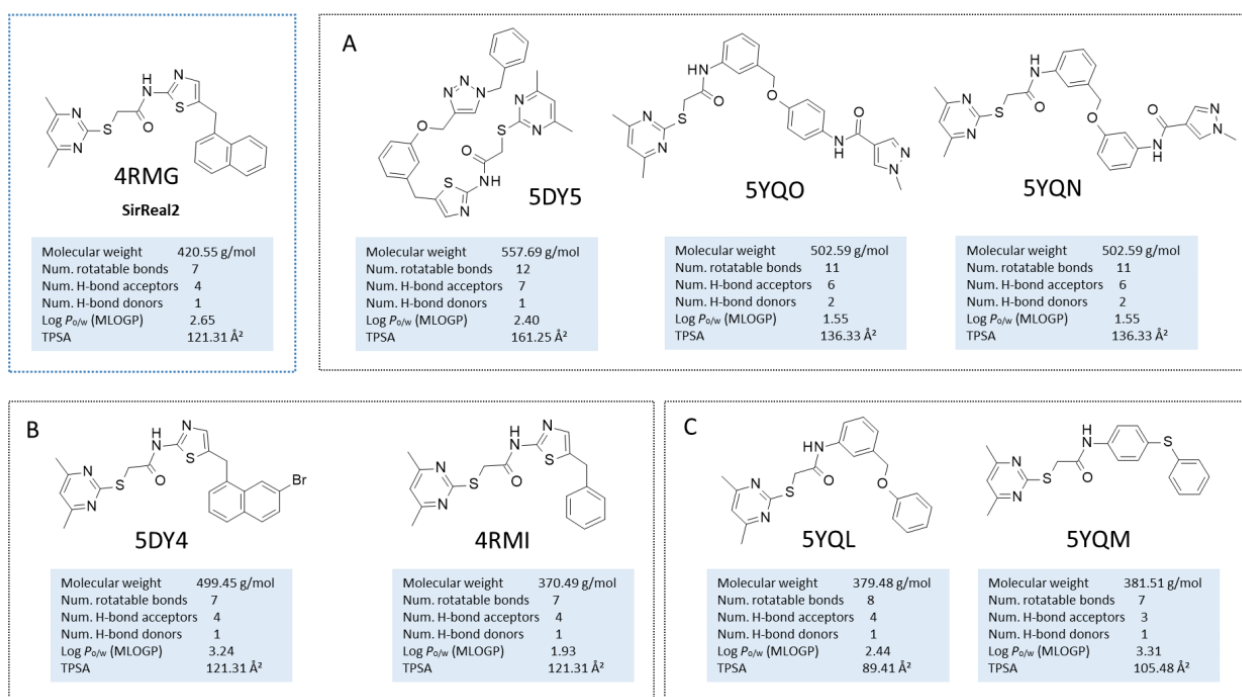 4RMG
SirReal2
Molecular weight 420.55 g/mol
Num. rotatable bonds 7
Num. H-bond acceptors 4
Num. H-bond donors 1
Log Po/w (MLOGP) 2.65
TPSA 121.31 Å²
A
5DY5
Molecular weight 557.69 g/mol
Num. rotatable bonds 12
Num. H-bond acceptors 7
Num. H-bond donors 1
Log Po/w (MLOGP) 2.40
TPSA 161.25 Å²
5YQO
Molecular weight 502.59 g/mol
Num. rotatable bonds 11
Num. H-bond acceptors 6
Num. H-bond donors 2
Log Po/w (MLOGP) 1.55
TPSA 136.33 Å²
5YQN
Molecular weight 502.59 g/mol
Num. rotatable bonds 11
Num. H-bond acceptors 6
Num. H-bond donors 2
Log Po/w (MLOGP) 1.55
TPSA 136.33 Å²
B
5DY4
Br
Molecular weight 499.45 g/mol
Num. rotatable bonds 7
Num. H-bond acceptors 4
Num. H-bond donors 1
Log Po/w (MLOGP) 3.24
TPSA 121.31 Å²
4RMI
Molecular weight 370.49 g/mol
Num. rotatable bonds 7
Num. H-bond acceptors 4
Num. H-bond donors 1
Log Po/w (MLOGP) 1.93
TPSA 121.31 Å²
C
5YQL
Molecular weight 379.48 g/mol
Num. rotatable bonds 8
Num. H-bond acceptors 4
Num. H-bond donors 1
Log Po/w (MLOGP) 2.44
TPSA 89.41 Å²
5YQM
Molecular weight 381.51 g/mol
Num. rotatable bonds 7
Num. H-bond acceptors 3
Num. H-bond donors 1
Log Po/w (MLOGP) 3.31
TPSA 105.48 Å²